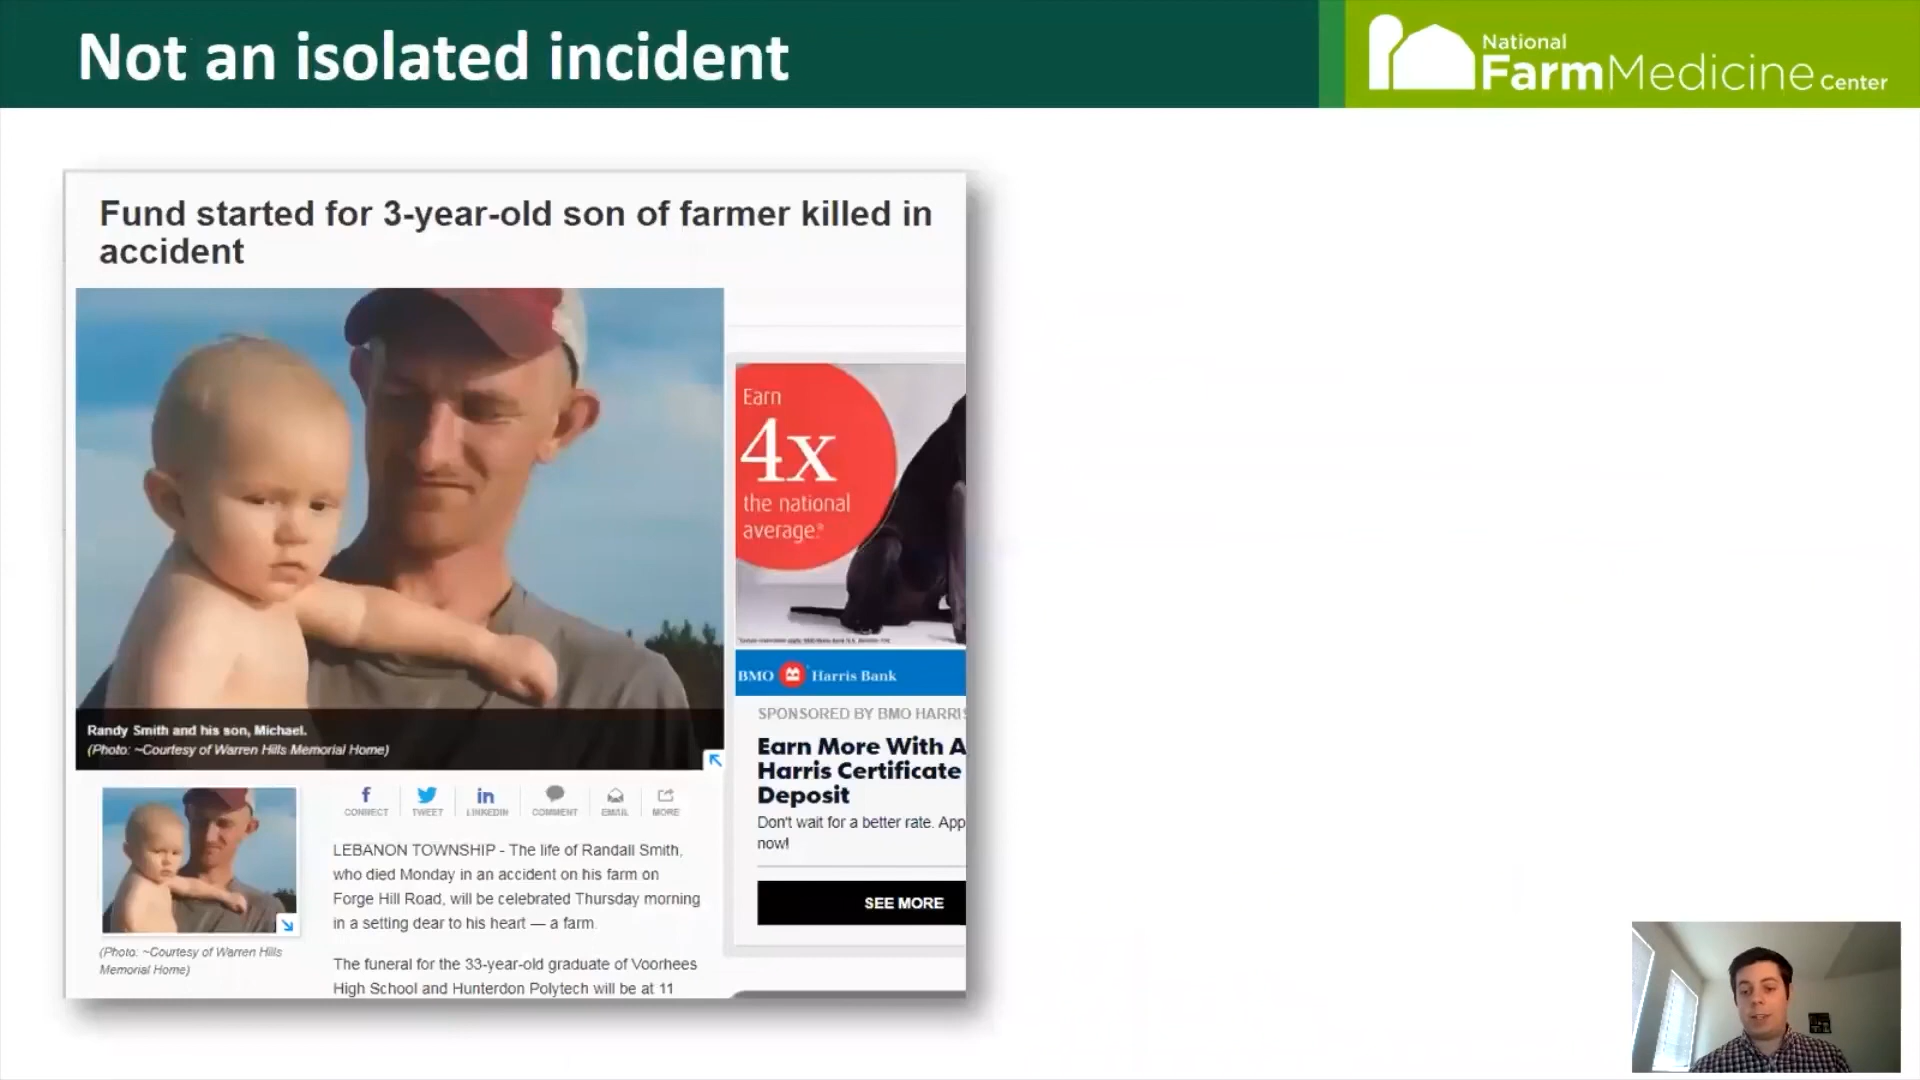 Not an isolated incident
National
FarmMedicine Center
Fund started for 3-year-old son of farmer killed in
accident
Randy Smith and his son, Michael.
(Photo: ~Courtesy of Warren Hills Memorial Home)
(Photo: ~Courtesy of Warren Hills
Memorial Home)
CONNECT
TWEET
LINKEDIN
COMMENT
EMAIL
MORE
LEBANON TOWNSHIP - The life of Randall Smith,
who died Monday in an accident on his farm on
Forge Hill Road, will be celebrated Thursday morning
in a setting dear to his heart — a farm.
The funeral for the 33-year-old graduate of Voorhees
High School and Hunterdon Polytech will be at 11
Earn
4x
the national
average.*
BMO Harris Bank
SPONSORED BY BMO HARRIS
Earn More With A
Harris Certificate
Deposit
Don't wait for a better rate. App
now!
SEE MORE